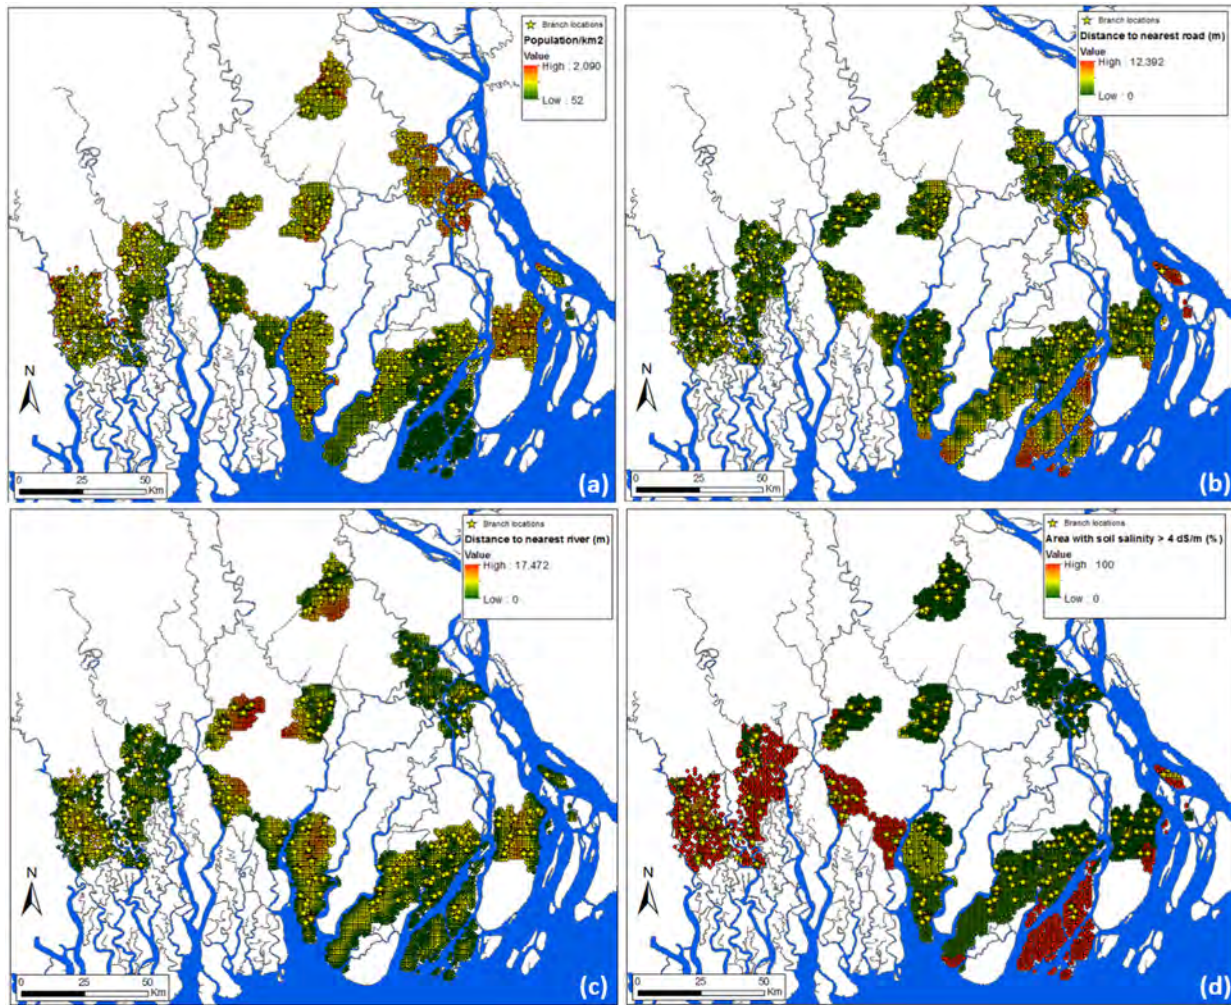 Branch locations
Population/km2
Value
High : 2,090
Low : 52
N
0 25 50
Km
(a)
Branch locations
Distance to nearest road (m)
Value
High : 12,392
Low : 0
N
0 25 50
Km
(b)
Branch locations
Distance to nearest river (m)
Value
High : 17,472
Low : 0
N
0 25 50
Km
(c)
Branch locations
Area with soil salinity > 4 dS/m (%)
Value
High : 100
Low : 0
N
0 25 50
Km
(d)